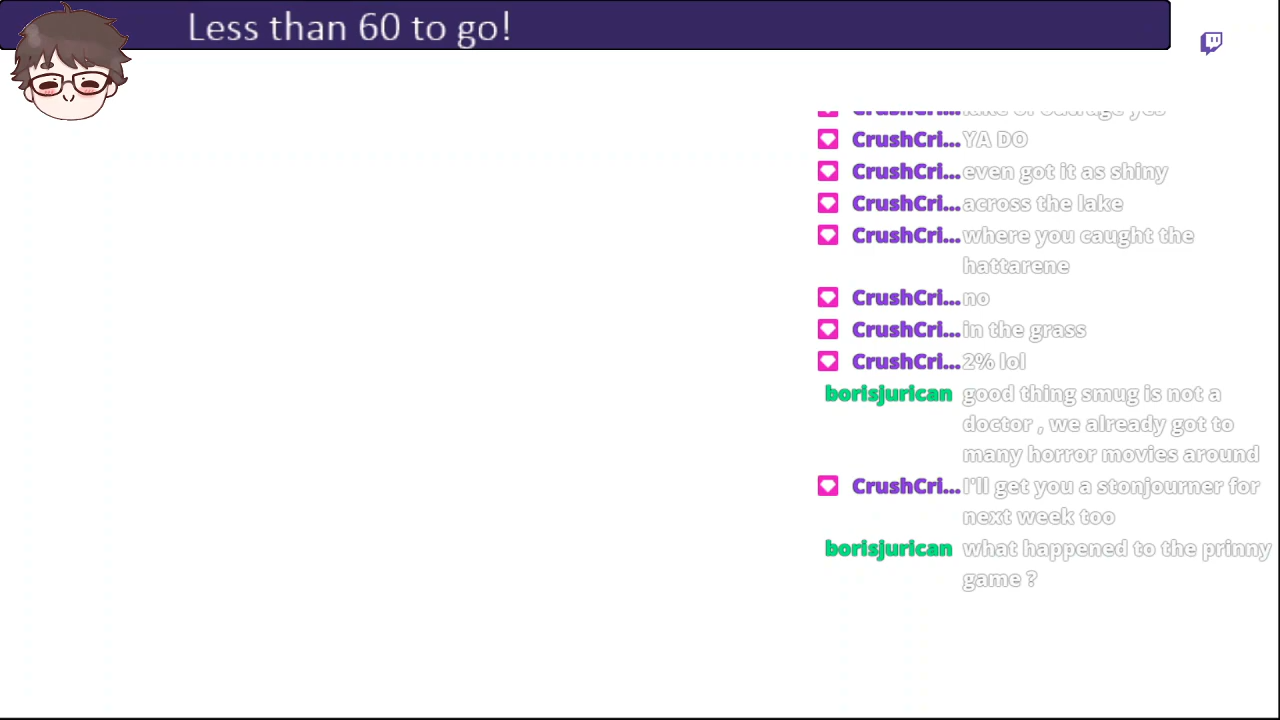 Less than 60 to go!
CrushCri... YA DO
CrushCri... even got it as shiny
CrushCri... across the lake
CrushCri... where you caught the
hattarene
CrushCri... no
CrushCri... in the grass
CrushCri... 2% lol
borisjurican good thing smug is not a
doctor , we already got to
many horror movies around
CrushCri... I'll get you a stonjourner for
next week too
borisjurican what happened to the prinny
game ?